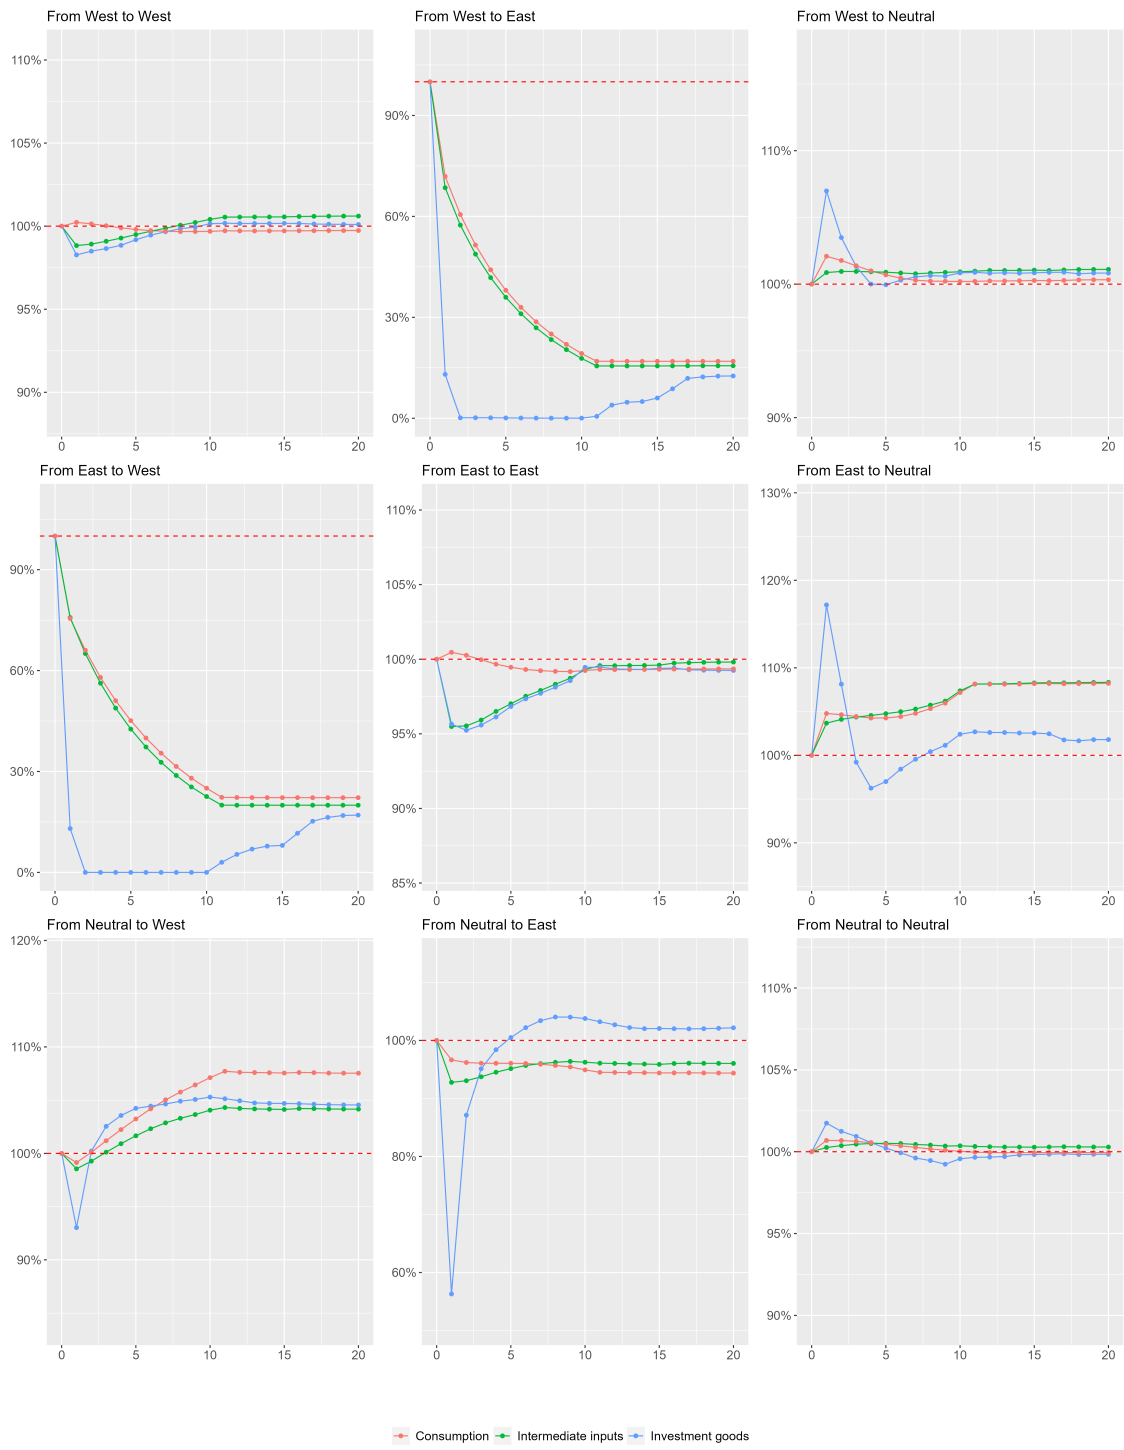 From West to West
110%
105%
100%
95%
90%
0 5 10 15 20
From West to East
90%
60%
30%
0%
0 5 10 15 20
From West to Neutral
110%
100%
90%
0 5 10 15 20
From East to West
90%
60%
30%
0%
0 5 10 15 20
From East to East
110%
105%
100%
95%
90%
85%
0 5 10 15 20
From East to Neutral
130%
120%
110%
100%
90%
0 5 10 15 20
From Neutral to West
120%
110%
100%
90%
0 5 10 15 20
From Neutral to East
100%
80%
60%
0 5 10 15 20
From Neutral to Neutral
110%
105%
100%
95%
90%
0 5 10 15 20
Consumption Intermediate inputs Investment goods